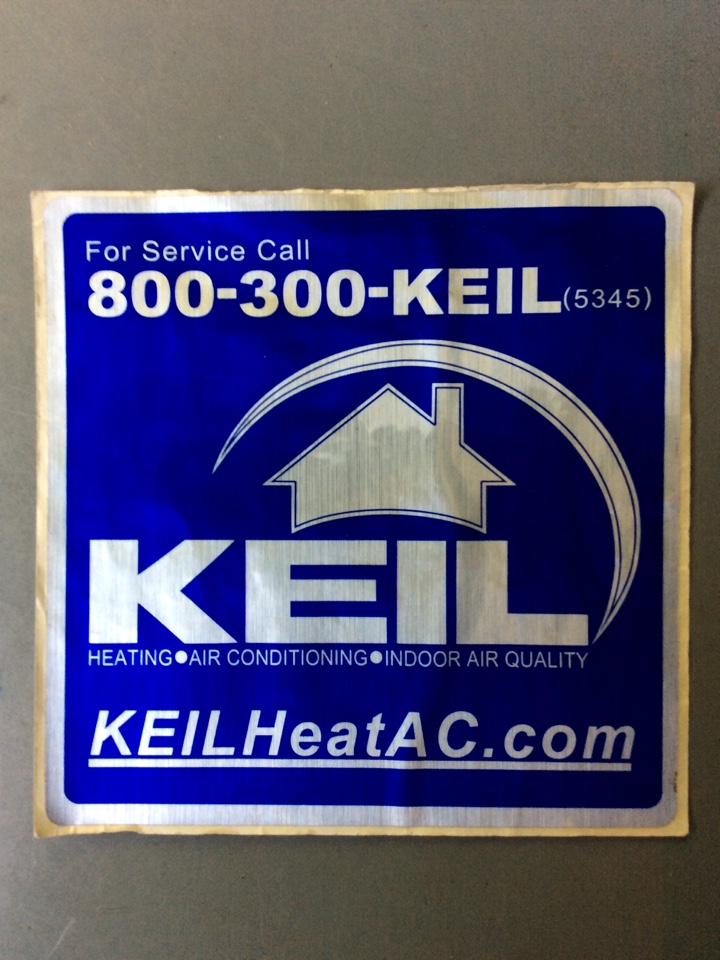 For Service Call
800-300-KEIL(5345)
KEIL
HEATING●AIR CONDITIONING●INDOOR AIR QUALITY
KEILHeatAC.com